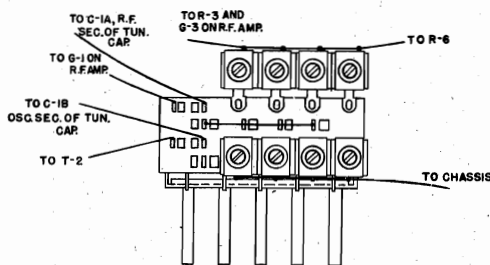 TO C-1A, R.F.
SEC. OF TUN.
CAP.
TO G-1 ON
R.F. AMP.
TO C-1B
OSC. SEC. OF TUN.
CAP.
TO T-2
TO R-3 AND
G-3 ON R.F. AMP.
TO R-6
TO CHASSIS